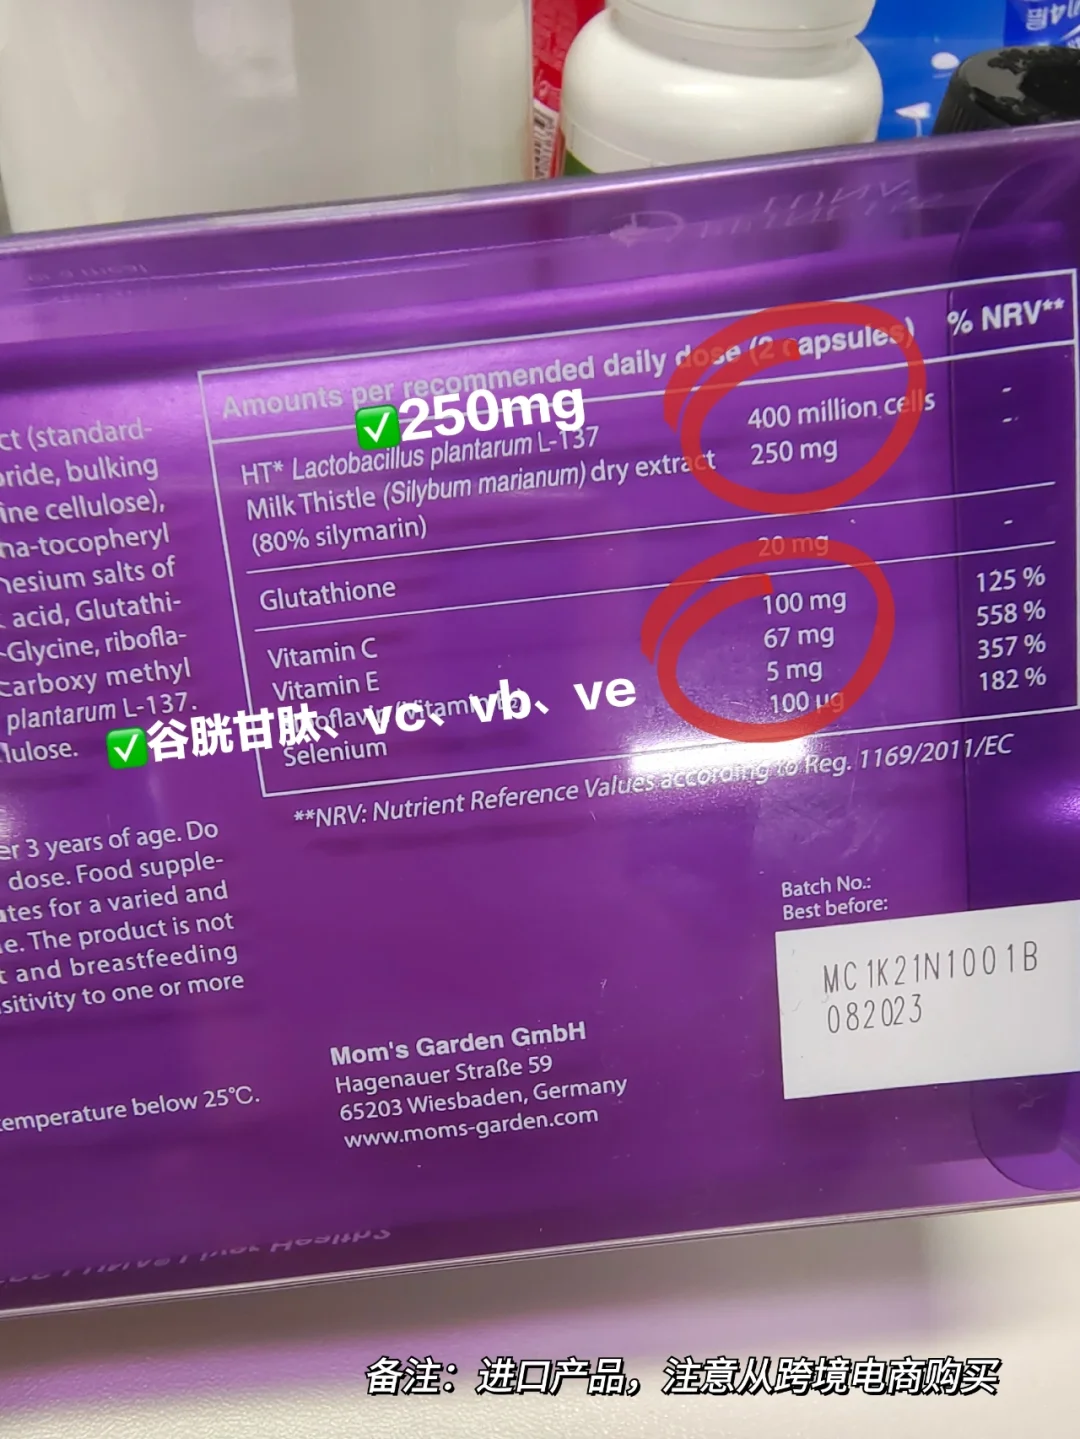 % NRV**
Amounts per recommended daily dose (2 capsules)
✅250mg
HT* Lactobacillus plantarum L-137 400 million cells -
Milk Thistle (Silybum marianum) dry extract 250 mg -
(80% silymarin)
Glutathione 20 mg -
Vitamin C 100 mg 125 %
Vitamin E 67 mg 558 %
5 mg 357 %
Selenium 100 µg 182 %
✅谷胱甘肽、vc、vb、ve
**NRV: Nutrient Reference Values according to Reg. 1169/2011/EC
ct (standard-
oride, bulking
ine cellulose),
na-tocopheryl
nesium salts of
acid, Glutathi-
-Glycine, ribofla-
Carboxy methyl
plantarum L-137.
lulose.
er 3 years of age. Do
dose. Food supple-
ates for a varied and
e. The product is not
t and breastfeeding
sitivity to one or more
temperature below 25°C.
Batch No.:
Best before:
MC1K21N1001B
082023
Mom's Garden GmbH
Hagenauer Straße 59
65203 Wiesbaden, Germany
www.moms-garden.com
备注：进口产品，注意从跨境电商购买